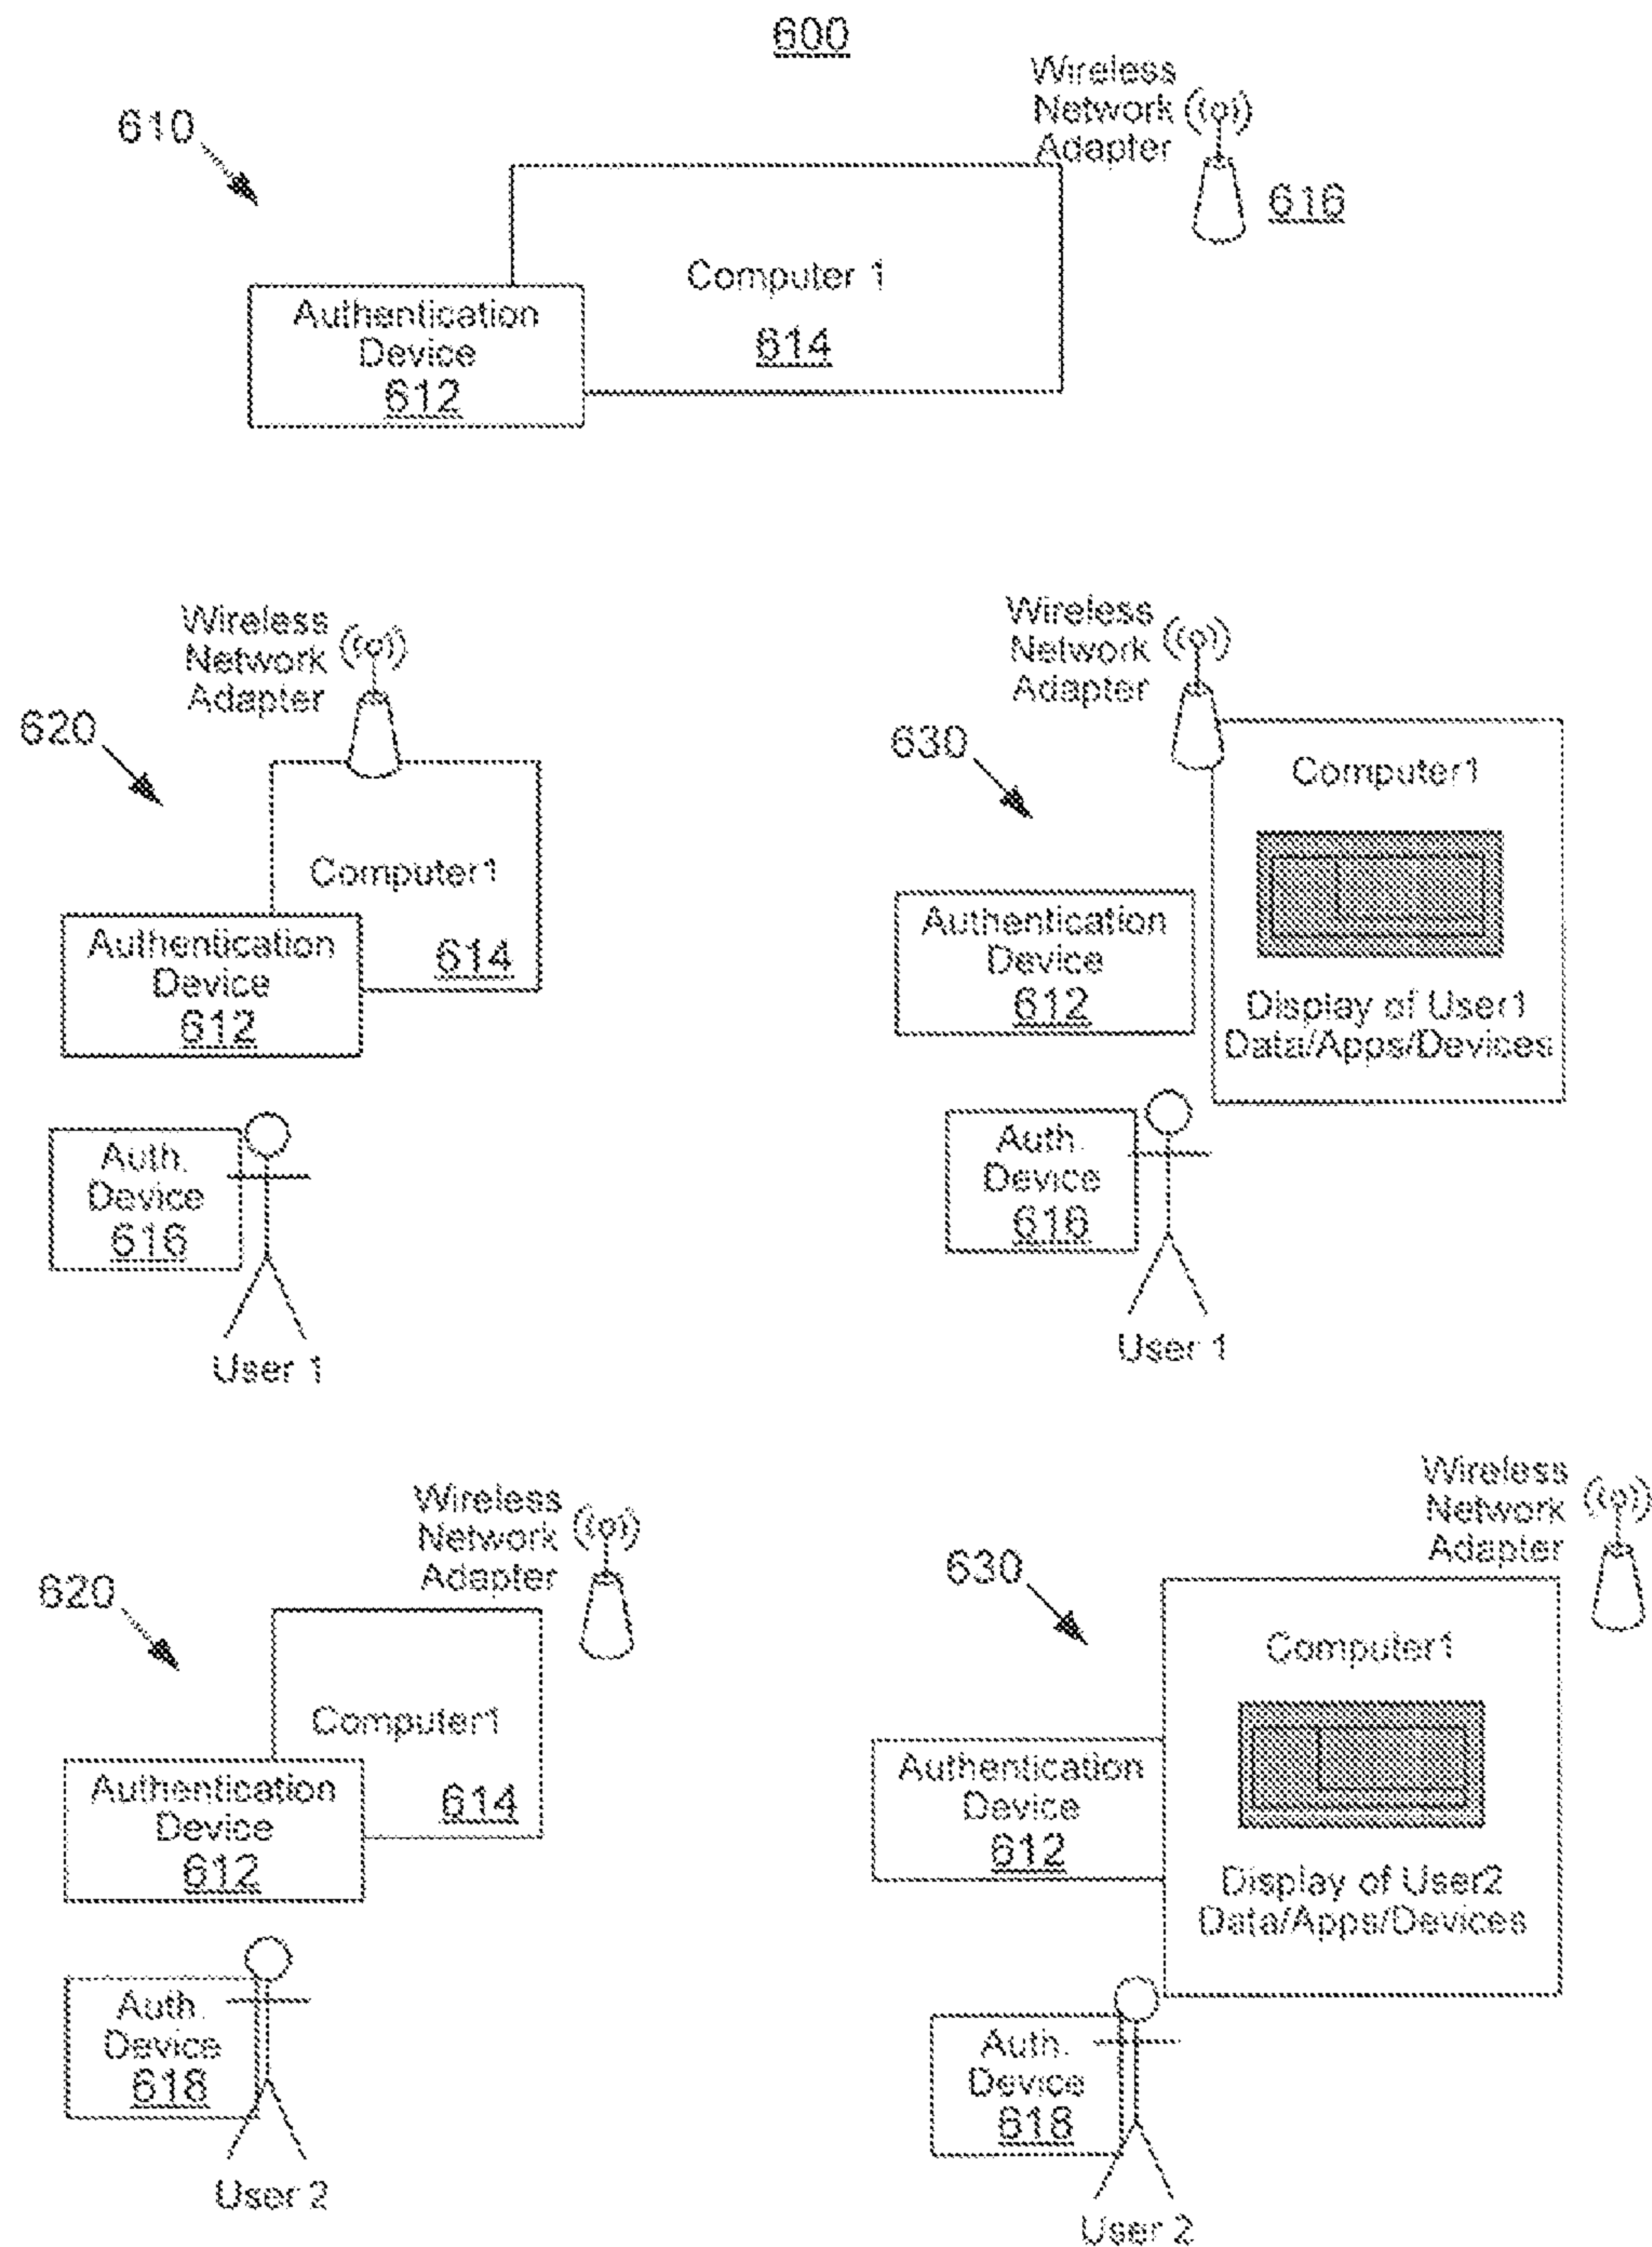 600
Wireless
Network
Adapter
610
616
Computer 1
614
Authentication
Device
612
Wireless
Network
Adapter
620
Computer1
614
Authentication
Device
612
Auth.
Device
616
User 1
Wireless
Network
Adapter
630
Computer1
Authentication
Device
612
Display of User1
Data/Apps/Devices
Auth.
Device
616
User 1
Wireless
Network
Adapter
620
Computer1
614
Authentication
Device
612
Auth.
Device
618
User 2
Wireless
Network
Adapter
630
Computer1
Authentication
Device
612
Display of User2
Data/Apps/Devices
Auth.
Device
618
User 2